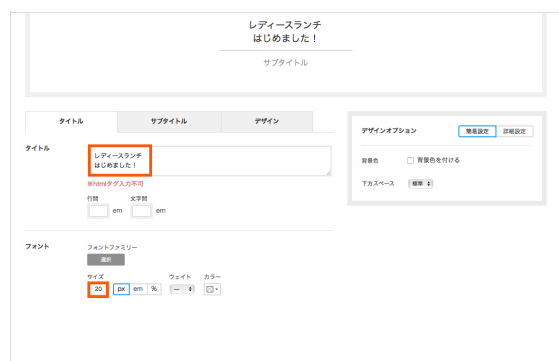 レディースランチ
はじめました！
サブタイトル
タイトル
サブタイトル
デザイン
デザインオプション
簡易設定
詳細設定
タイトル
レディースランチ
はじめました！
背景色
背景色を付ける
※htmlタグ入力不可
下方スペース
標準
行間
文字間
em
em
フォント
フォントファミリー
選択
サイズ
ウェイト
カラー
20
px
em
%
—